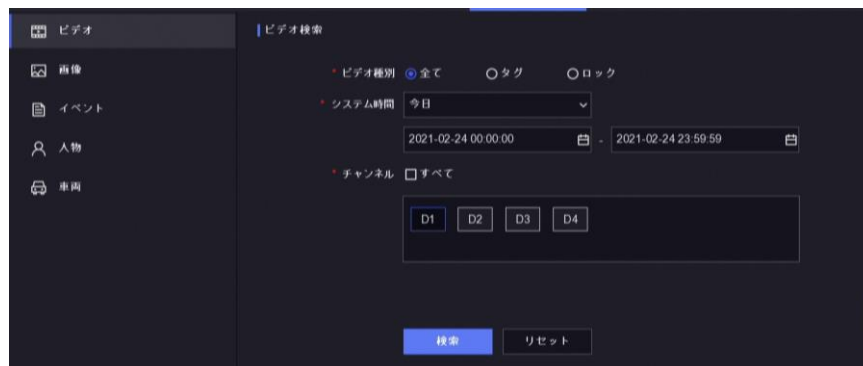 ビデオ
画像
イベント
人物
車両
ビデオ検索
* ビデオ種別 全て タグ ロック
* システム時間 今日
2021-02-24 00:00:00 - 2021-02-24 23:59:59
* チャンネル すべて
D1 D2 D3 D4
検索 リセット